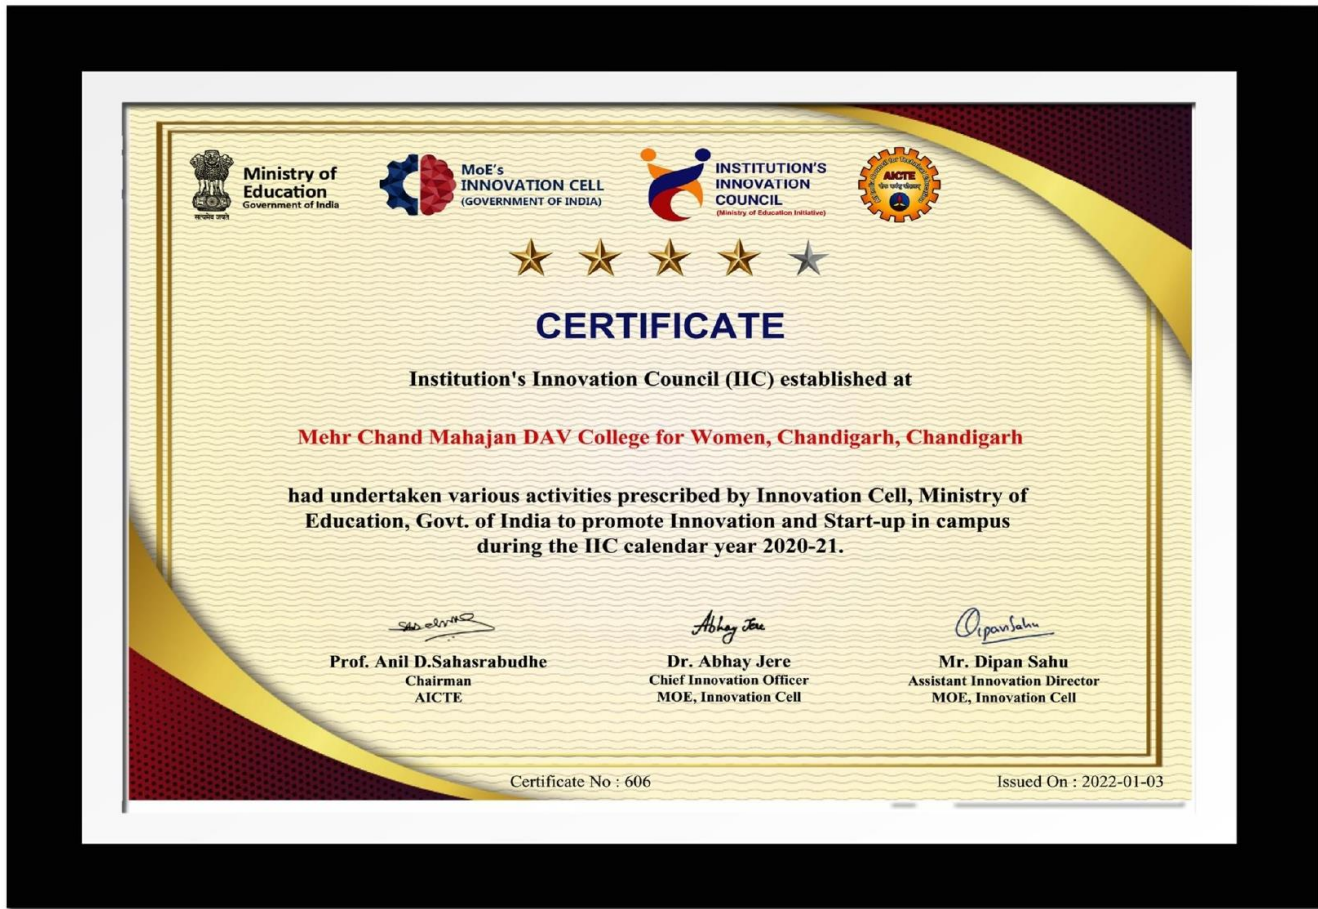 Ministry of
Education
Government of India
सत्यमेव जयते
MoE's
INNOVATION CELL
(GOVERNMENT OF INDIA)
INSTITUTION'S
INNOVATION
COUNCIL
(Ministry of Education Initiative)
AICTE
CERTIFICATE
Institution's Innovation Council (IIC) established at
Mehr Chand Mahajan DAV College for Women, Chandigarh, Chandigarh
had undertaken various activities prescribed by Innovation Cell, Ministry of
Education, Govt. of India to promote Innovation and Start-up in campus
during the IIC calendar year 2020-21.
Abhay Jere
Dipan Sahu
Prof. Anil D.Sahasrabudhe
Chairman
AICTE
Dr. Abhay Jere
Chief Innovation Officer
MOE, Innovation Cell
Mr. Dipan Sahu
Assistant Innovation Director
MOE, Innovation Cell
Certificate No : 606
Issued On : 2022-01-03